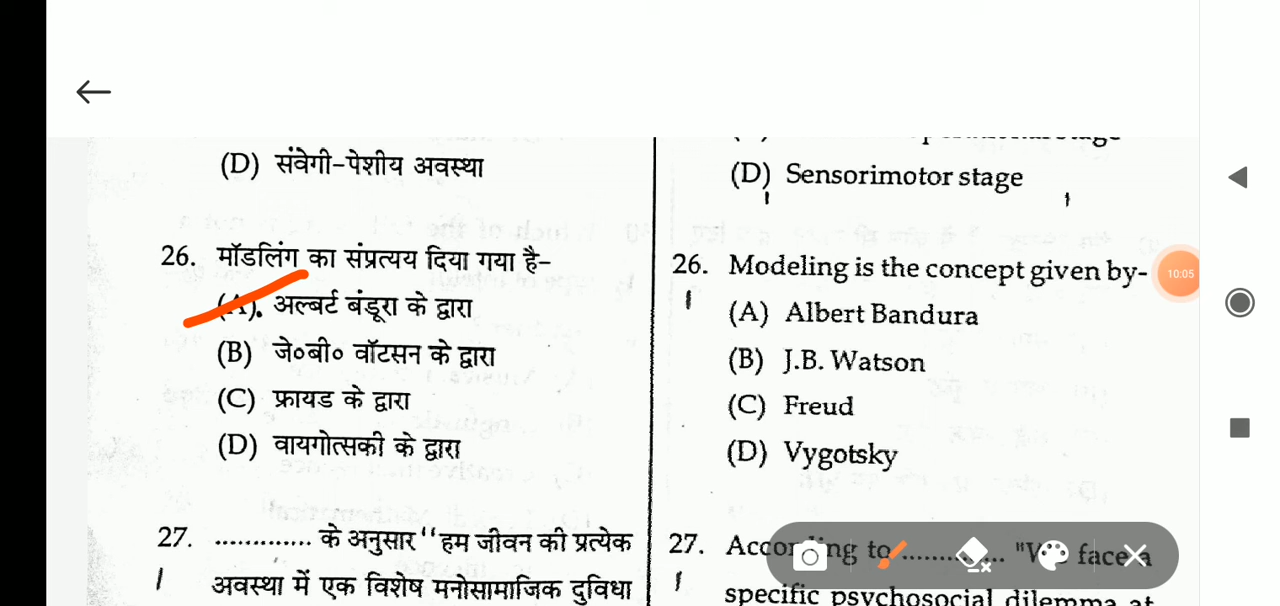 (D) संवेगी-पेशीय अवस्था
26. मॉडलिंग का संप्रत्यय दिया गया है-
(A). अल्बर्ट बंडूरा के द्वारा
(B) जे०बी० वॉटसन के द्वारा
(C) फ्रायड के द्वारा
(D) वायगोत्सकी के द्वारा
27. ............. के अनुसार "हम जीवन की प्रत्येक
अवस्था में एक विशेष मनोसामाजिक दुविधा
(D) Sensorimotor stage
26. Modeling is the concept given by-
(A) Albert Bandura
(B) J.B. Watson
(C) Freud
(D) Vygotsky
27. According to ............. "We face a
specific psychosocial dilemma at
10:05